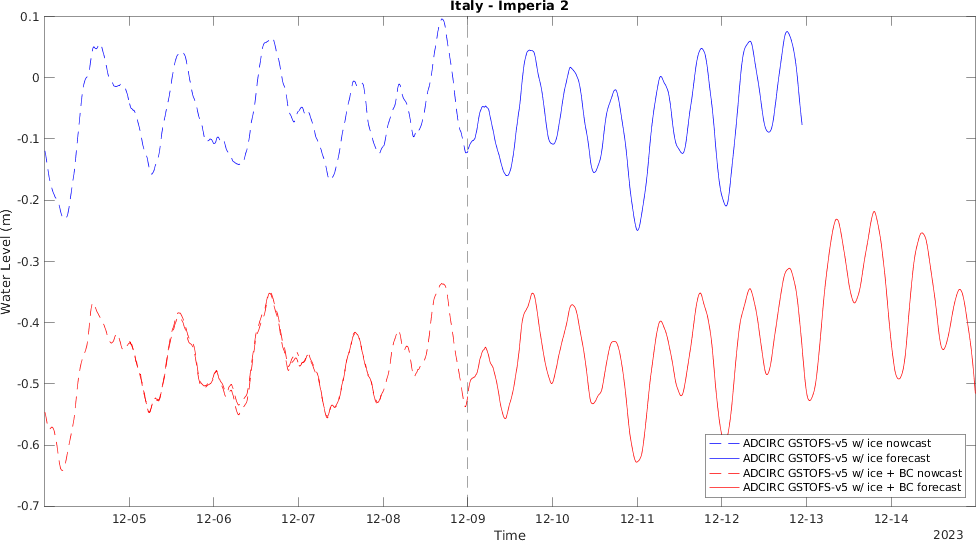 Italy - Imperia 2
0.1
0
-0.1
-0.2
-0.3
-0.4
-0.5
-0.6
-0.7
Water Level (m)
ADCIRC GSTOFS-v5 w/ ice nowcast
ADCIRC GSTOFS-v5 w/ ice forecast
ADCIRC GSTOFS-v5 w/ ice + BC nowcast
ADCIRC GSTOFS-v5 w/ ice + BC forecast
12-05 12-06 12-07 12-08 12-09 12-10 12-11 12-12 12-13 12-14
Time
2023